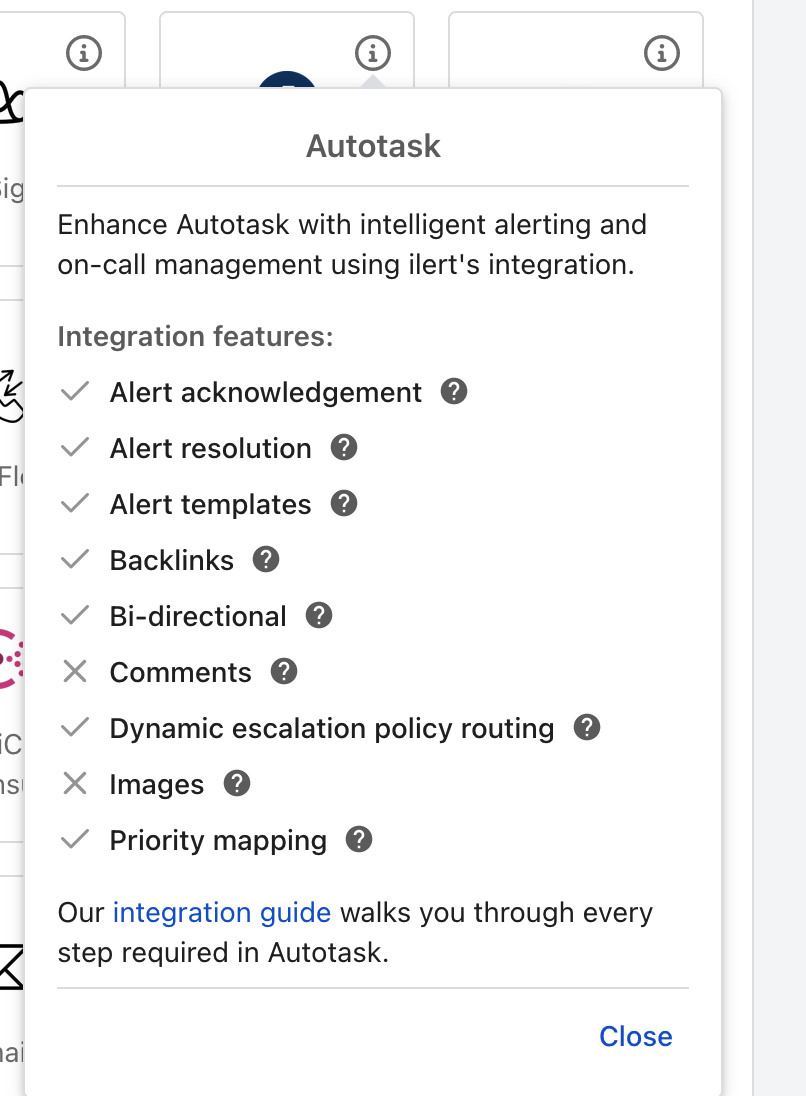 Autotask
Enhance Autotask with intelligent alerting and
on-call management using ilert's integration.
Integration features:
Alert acknowledgement
Alert resolution
Alert templates
Backlinks
Bi-directional
Comments
Dynamic escalation policy routing
Images
Priority mapping
Our integration guide walks you through every
step required in Autotask.
Close